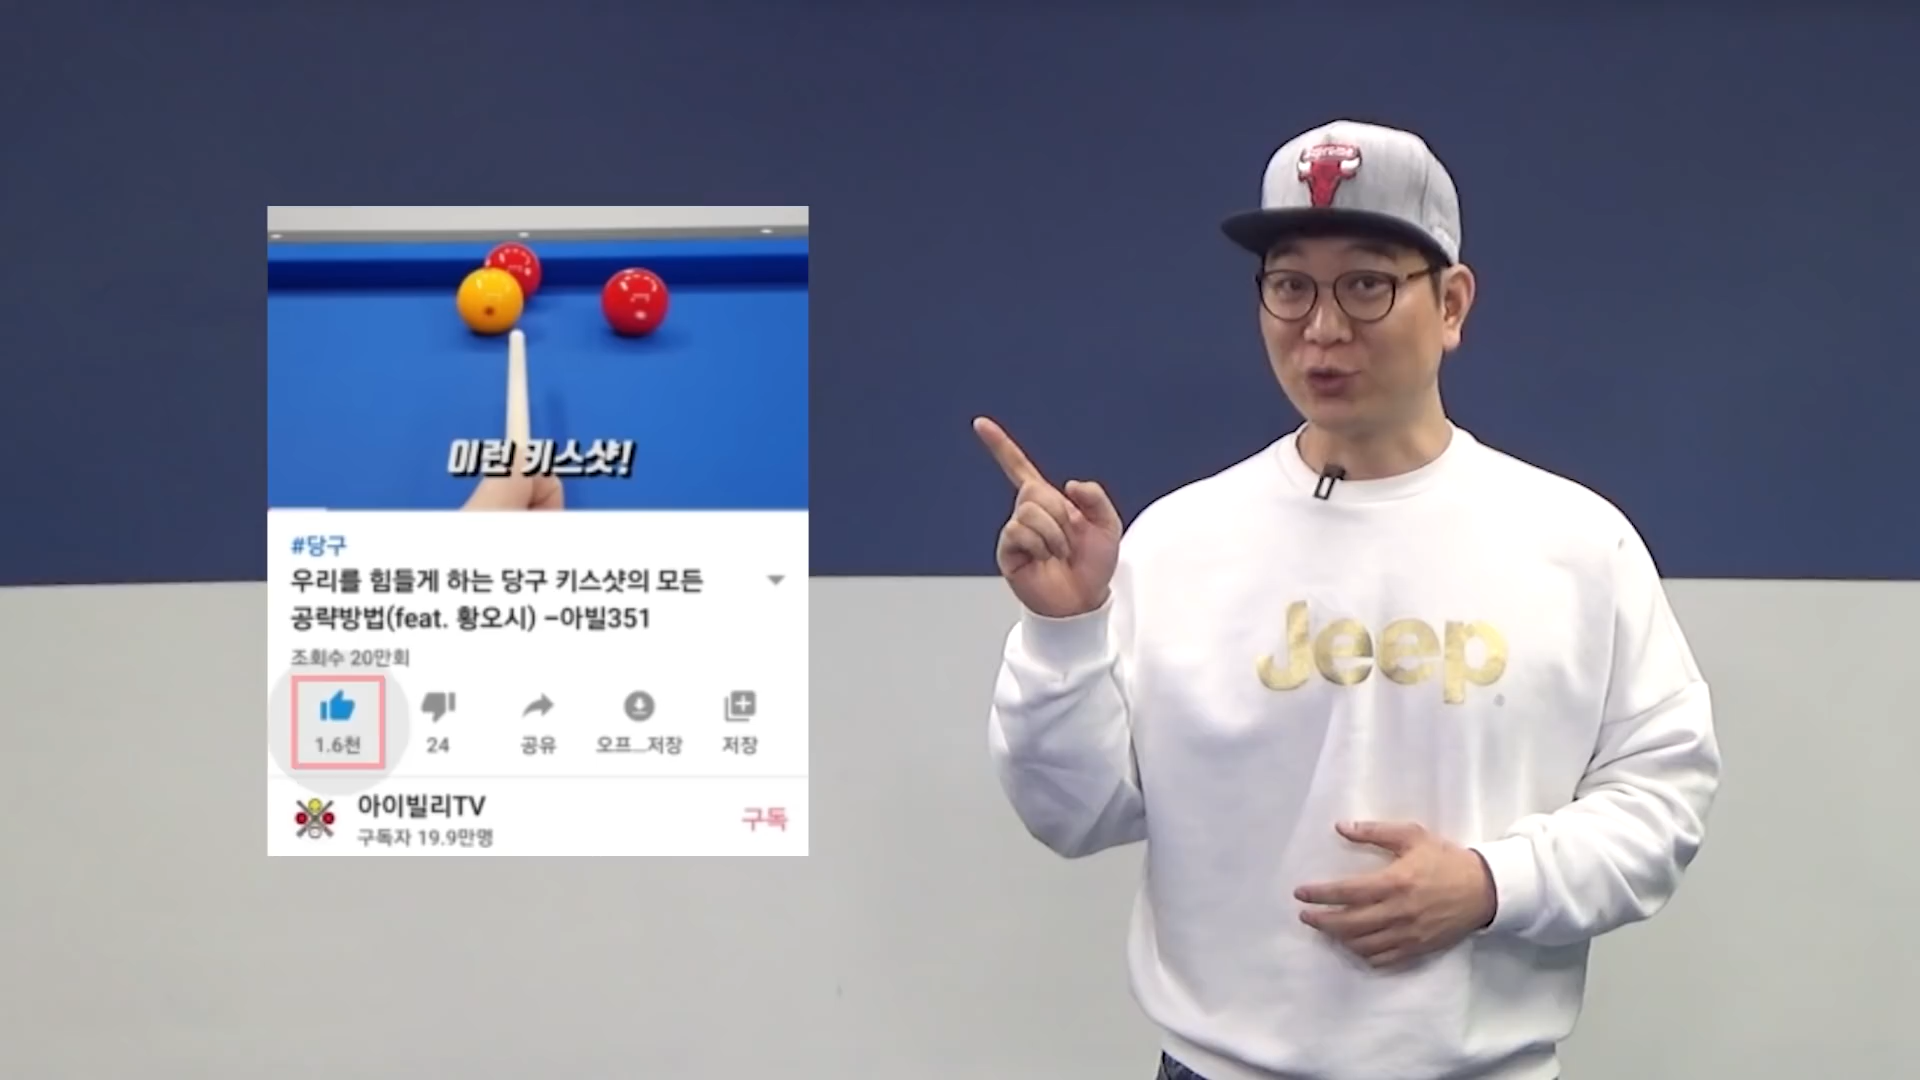 이런 키스샷!
#당구
우리를 힘들게 하는 당구 키스샷의 모든
공략방법(feat. 황오시) -아빌351
조회수 20만회
1.6천
24
공유
오프...저장
저장
아이빌리TV
구독자 19.9만명
구독
Supreme
Jeep